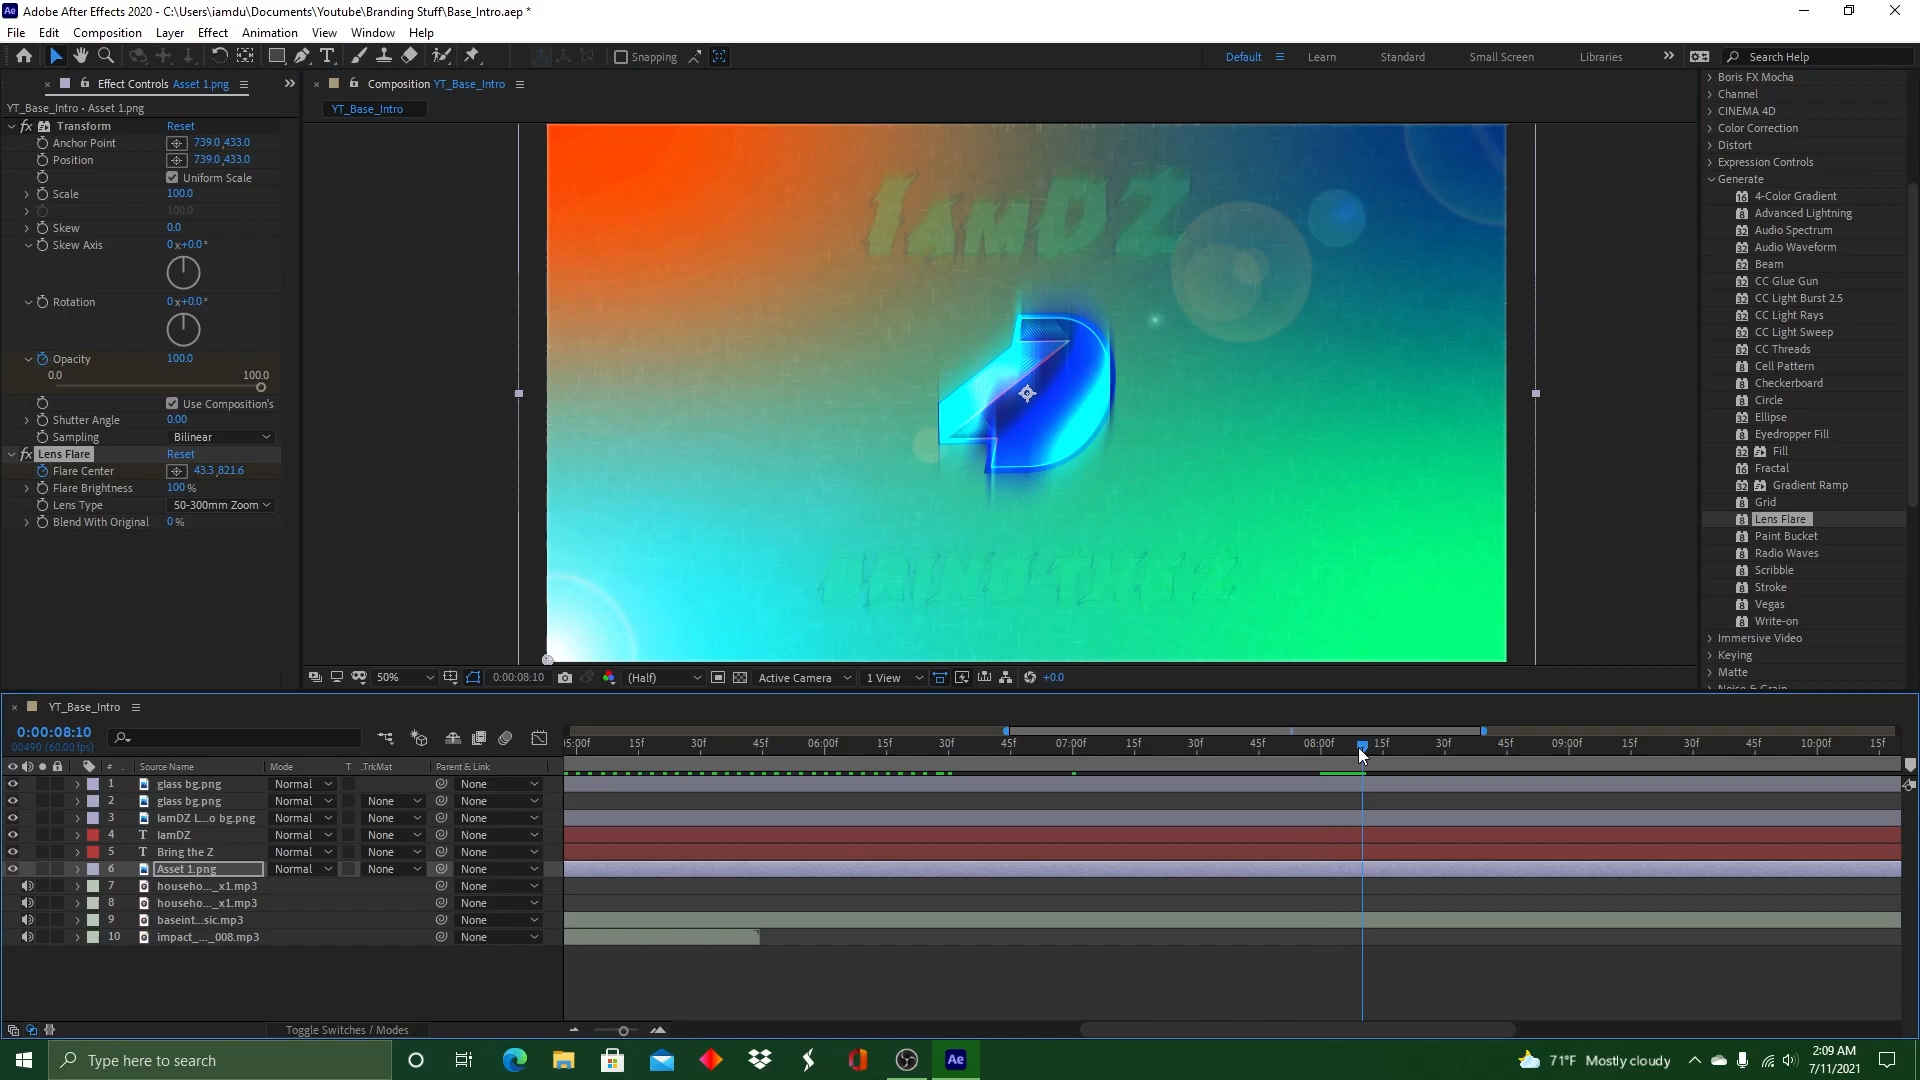 Ae Adobe After Effects 2020 - C:\Users\iamdu\Documents\Youtube\Branding Stuff\Base_Intro.aep *
File Edit Composition Layer Effect Animation View Window Help
Snapping
Default Learn Standard Small Screen Libraries Search Help
Effect Controls Asset 1.png
YT_Base_Intro • Asset 1.png
fx Transform Reset
Anchor Point 739.0,433.0
Position 739.0,433.0
Uniform Scale
Scale 100.0
100.0
Skew 0.0
Skew Axis 0x+0.0°
Rotation 0x+0.0°
Opacity 100.0
0.0 100.0
Use Composition's
Shutter Angle 0.00
Sampling Bilinear
fx Lens Flare Reset
Flare Center 43.3,821.6
Flare Brightness 100%
Lens Type 50-300mm Zoom
Blend With Original 0%
Composition YT_Base_Intro
YT_Base_Intro
IamDZ
BRING THE Z
50% 0:00:08:10 (Half) Active Camera 1 View +0.0
Boris FX Mocha
Channel
CINEMA 4D
Color Correction
Distort
Expression Controls
Generate
4-Color Gradient
Advanced Lightning
Audio Spectrum
Audio Waveform
Beam
CC Glue Gun
CC Light Burst 2.5
CC Light Rays
CC Light Sweep
CC Threads
Cell Pattern
Checkerboard
Circle
Ellipse
Eyedropper Fill
Fill
Fractal
Gradient Ramp
Grid
Lens Flare
Paint Bucket
Radio Waves
Scribble
Stroke
Vegas
Write-on
Immersive Video
Keying
Matte
Noise & Grain
YT_Base_Intro
0:00:08:10
00490 (60.00 fps)
5:00f 15f 30f 45f 06:00f 15f 30f 45f 07:00f 15f 30f 45f 08:00f 15f 30f 45f 09:00f 15f 30f 45f 10:00f 15f
# Source Name Mode T .TrkMat Parent & Link
1 glass bg.png Normal None
2 glass bg.png Normal None None
3 IamDZ L...o bg.png Normal None None
4 T IamDZ Normal None None
5 T Bring the Z Normal None None
6 Asset 1.png Normal None None
7 househo..._x1.mp3 None
8 househo..._x1.mp3 None
9 baseint...sic.mp3 None
10 impact_..._008.mp3 None
Toggle Switches / Modes
Type here to search
Ae
71°F Mostly cloudy
2:09 AM
7/11/2021